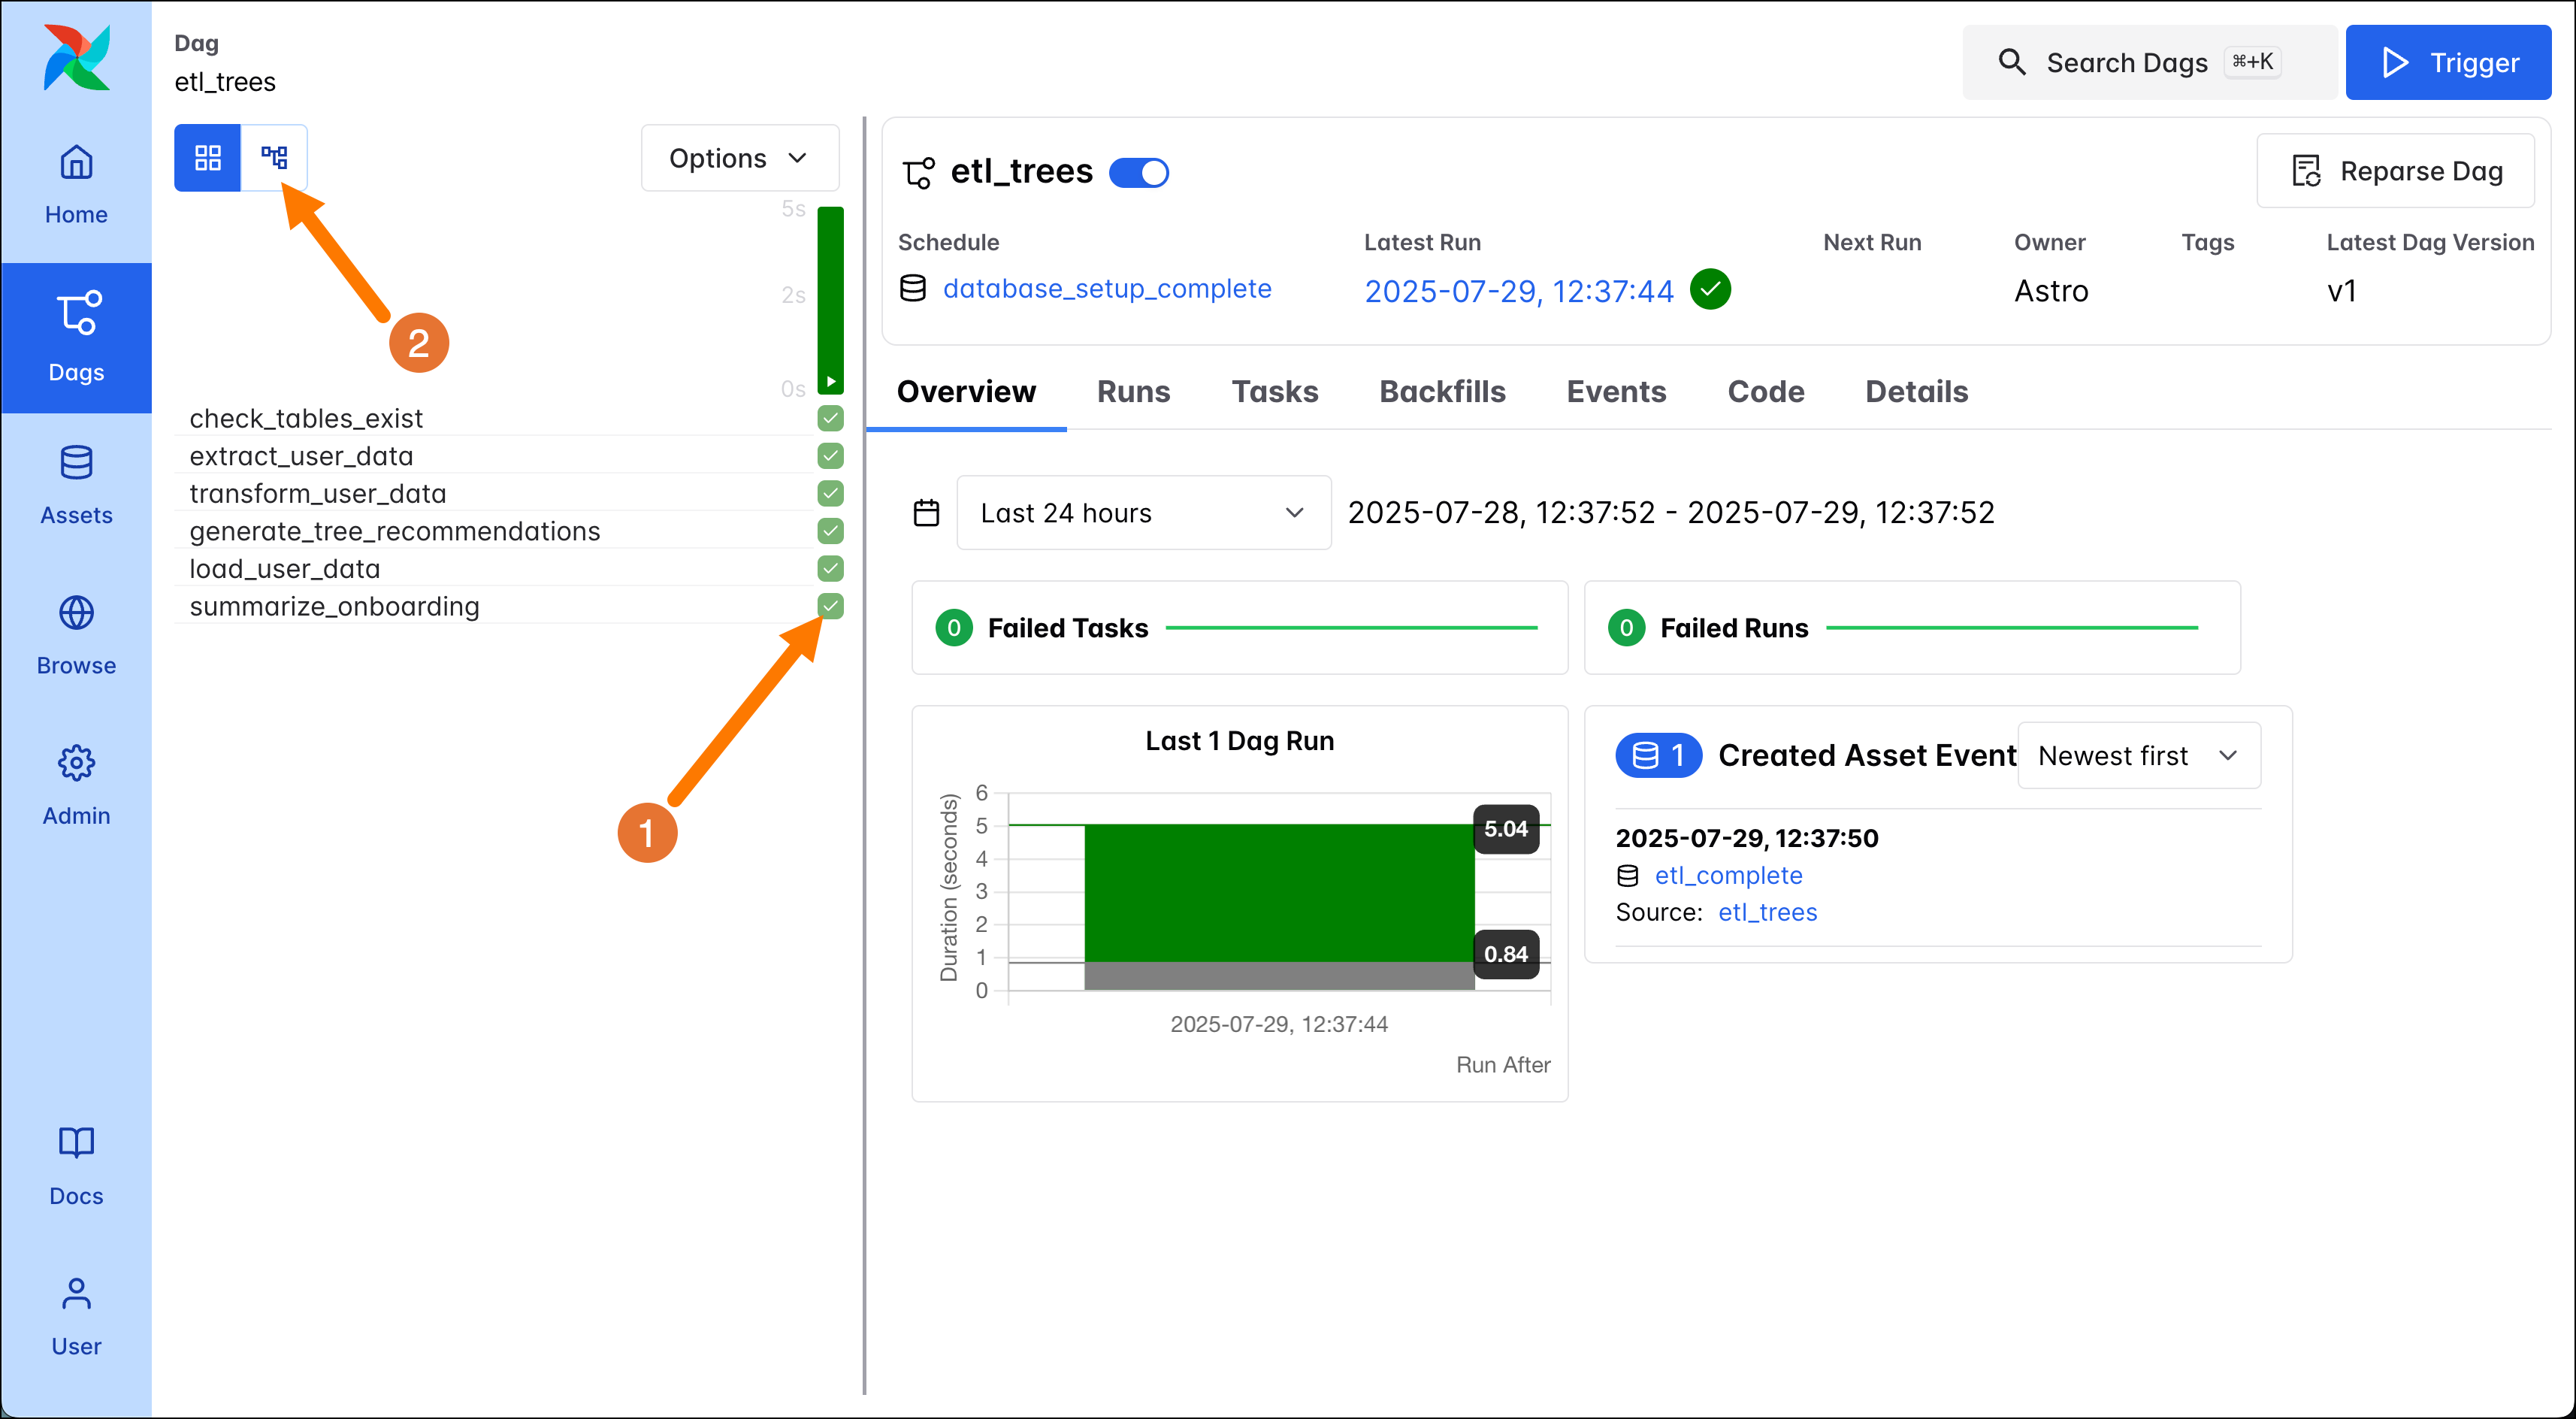 Dag
etl_trees
Search Dags ⌘+K
Trigger
Home
Dags
Assets
Browse
Admin
Docs
User
Options
5s
2s
0s
2
check_tables_exist
extract_user_data
transform_user_data
generate_tree_recommendations
load_user_data
summarize_onboarding
1
etl_trees
Reparse Dag
Schedule Latest Run Next Run Owner Tags Latest Dag Version
database_setup_complete 2025-07-29, 12:37:44 Astro v1
Overview Runs Tasks Backfills Events Code Details
Last 24 hours 2025-07-28, 12:37:52 - 2025-07-29, 12:37:52
0 Failed Tasks
0 Failed Runs
Last 1 Dag Run
Duration (seconds)
6
5
4
3
2
1
0
5.04
0.84
2025-07-29, 12:37:44
Run After
1 Created Asset Event
Newest first
2025-07-29, 12:37:50
etl_complete
Source: etl_trees